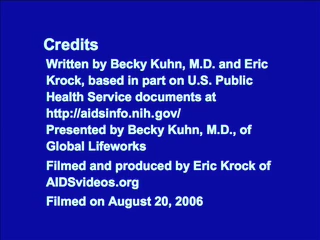 Credits
Written by Becky Kuhn, M.D. and Eric
Krock, based in part on U.S. Public
Health Service documents at
http://aidsinfo.nih.gov/
Presented by Becky Kuhn, M.D., of
Global Lifeworks
Filmed and produced by Eric Krock of
AIDSvideos.org
Filmed on August 20, 2006